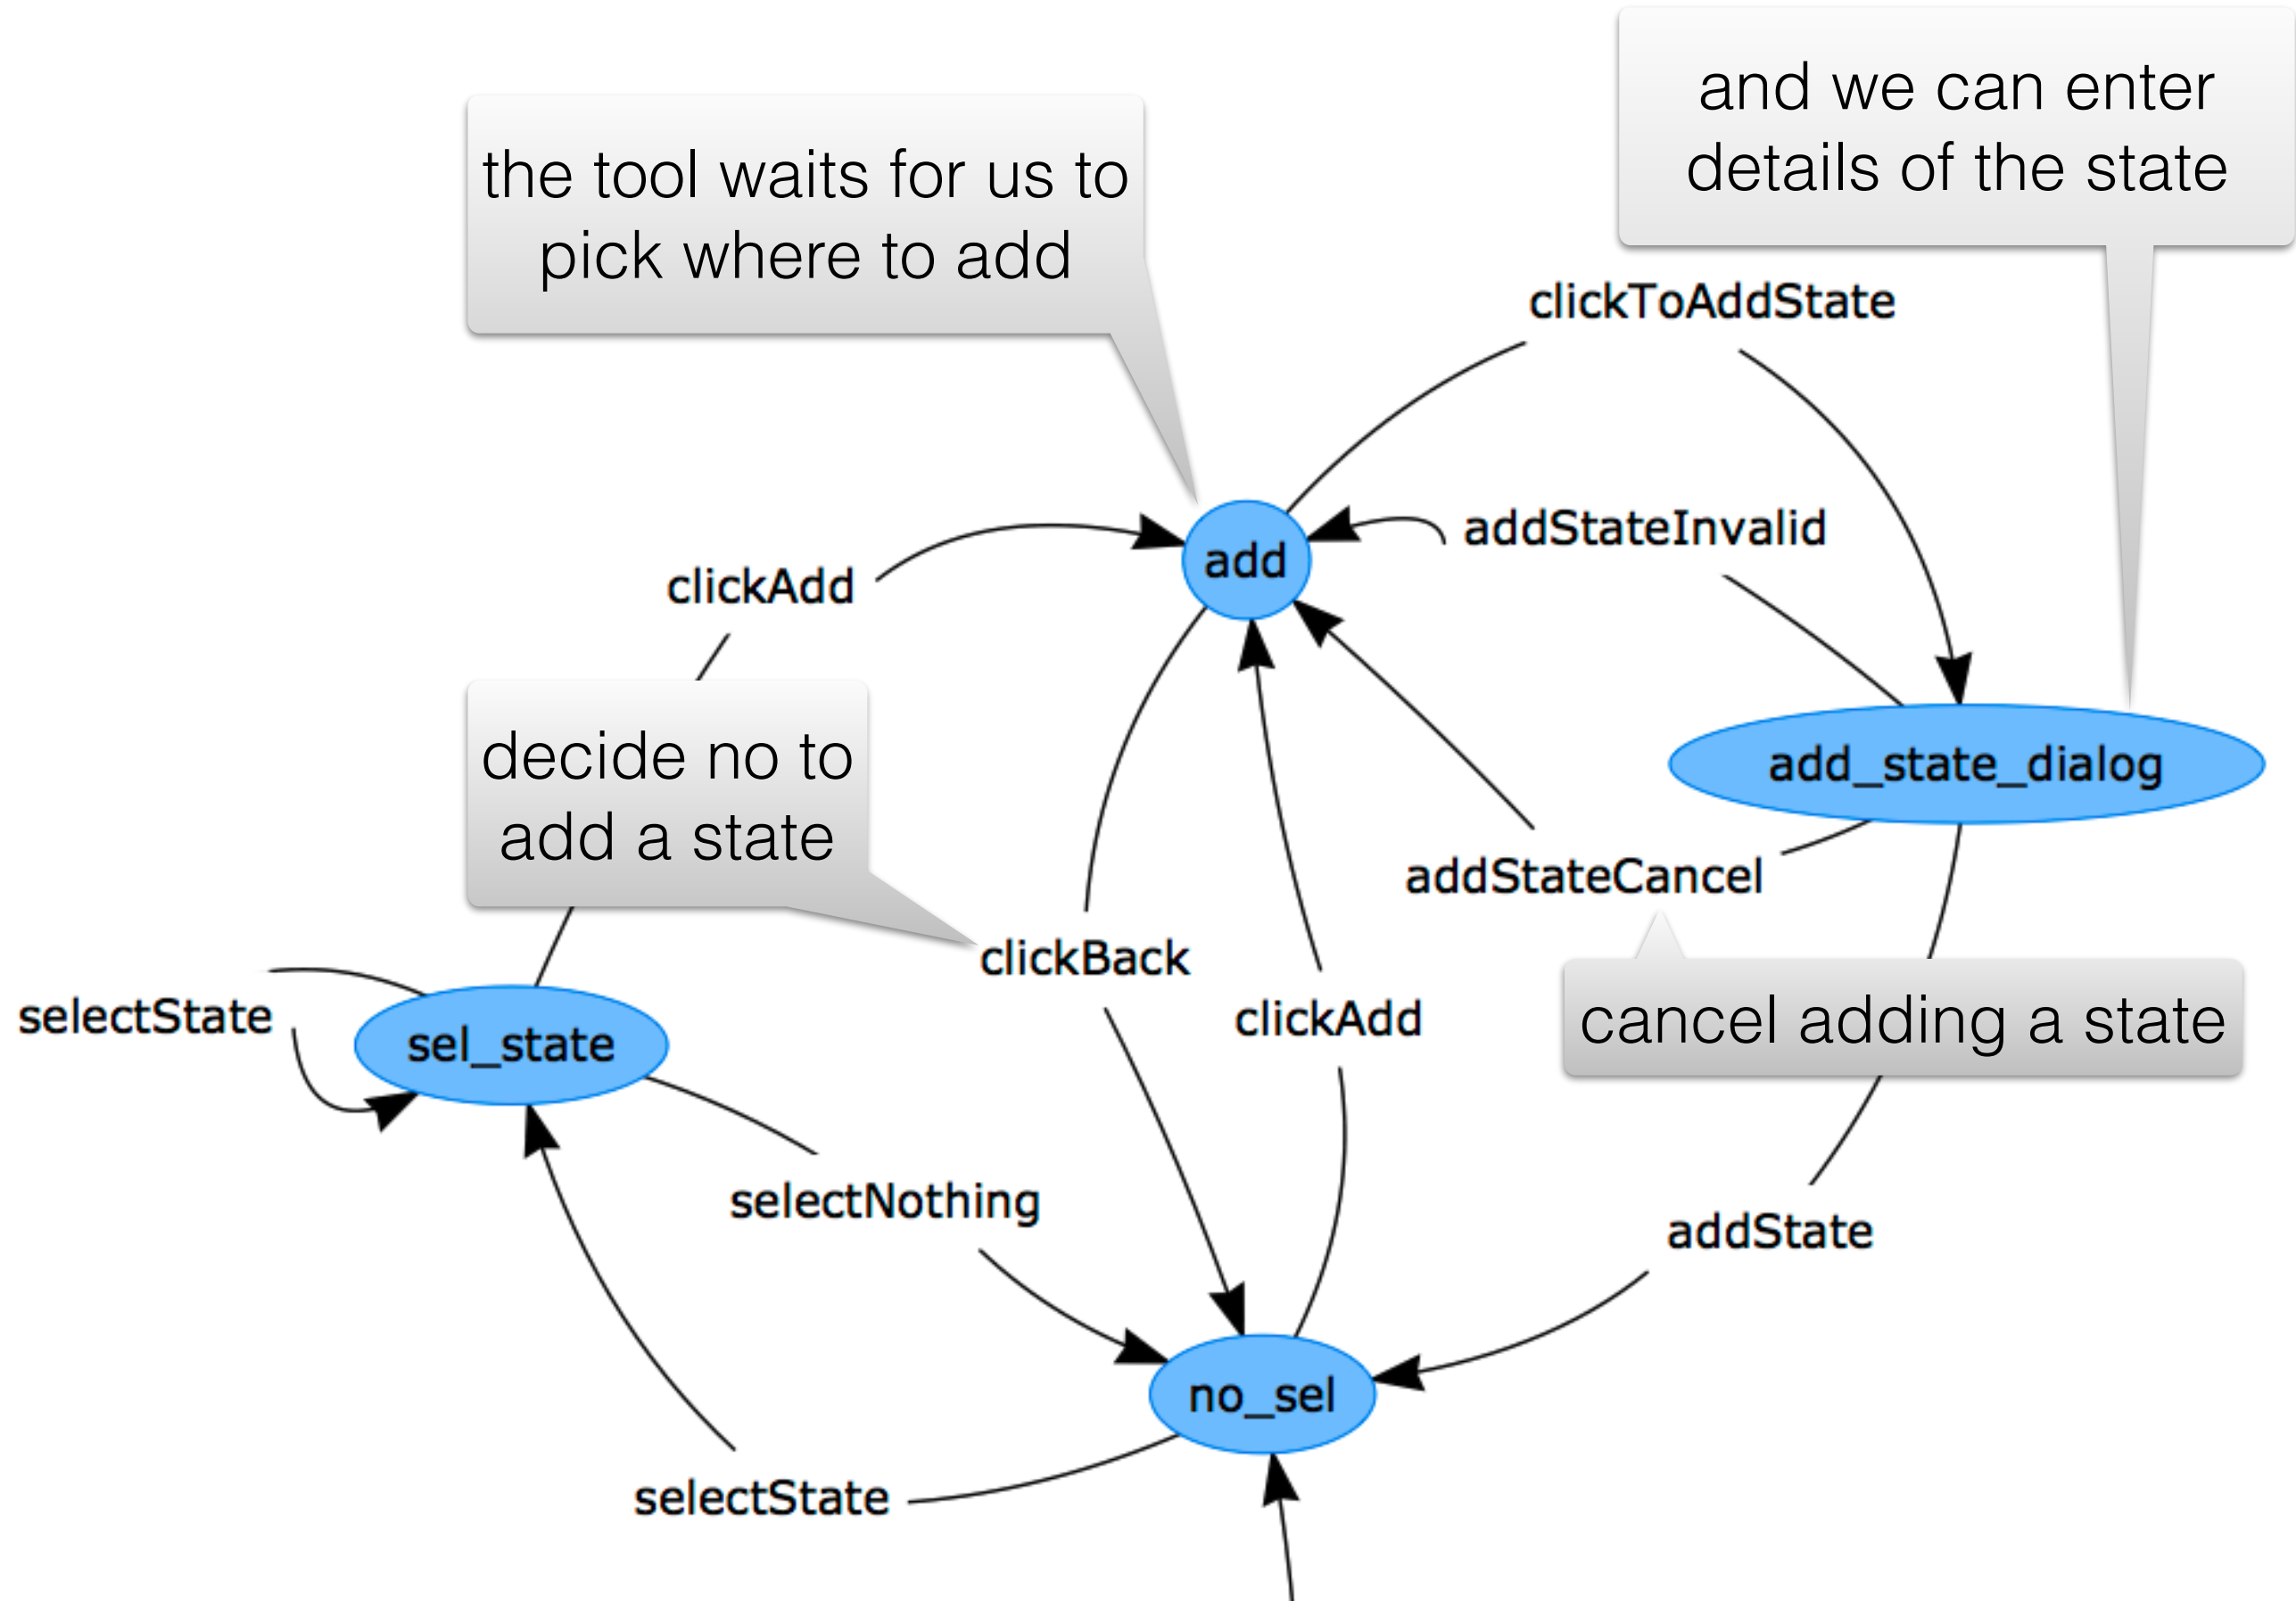 and we can enter
details of the state
the tool waits for us to
pick where to add
clickToAddState
addStateInvalid
add
clickAdd
decide no to
add a state
add_state_dialog
addStateCancel
clickBack
selectState
clickAdd
cancel adding a state
sel_state
selectNothing
addState
no_sel
selectState